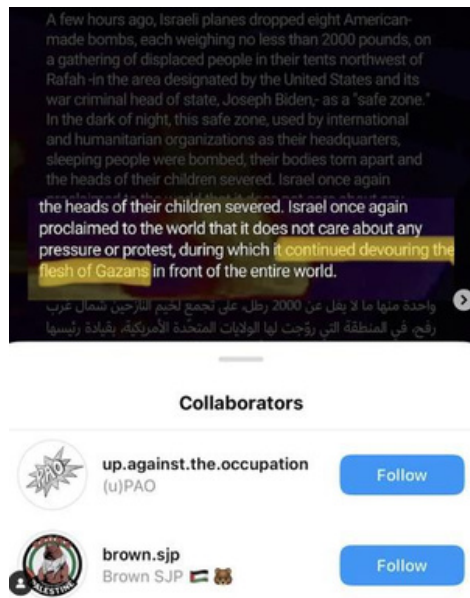 A few hours ago, Israeli planes dropped eight American-
made bombs, each weighing no less than 2000 pounds, on
a gathering of displaced people in their tents northwest of
Rafah -in the area designated by the United States and its
war criminal head of state, Joseph Biden,- as a "safe zone."
In the dark of night, this safe zone, used by international
and humanitarian organizations as their headquarters,
sleeping people were bombed, their bodies torn apart and
the heads of their children severed. Israel once again
the heads of their children severed. Israel once again
proclaimed to the world that it does not care about any
pressure or protest, during which it continued devouring the
flesh of Gazans in front of the entire world.
واحدة منها ما لا يقل عن 2000 رطل، على تجمع لخيم النازحين شمال غرب
رفح، في المنطقة التي روّجت لها الولايات المتحدة الأمريكية، بقيادة رئيسها
Collaborators
up.against.the.occupation
(u)PAO
Follow
PAO
brown.sjp
Brown SJP 🇵🇸 🐻
Follow